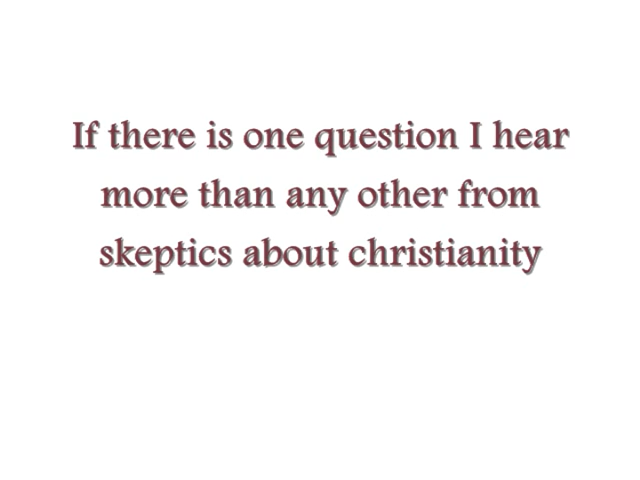 If there is one question I hear
more than any other from
skeptics about christianity